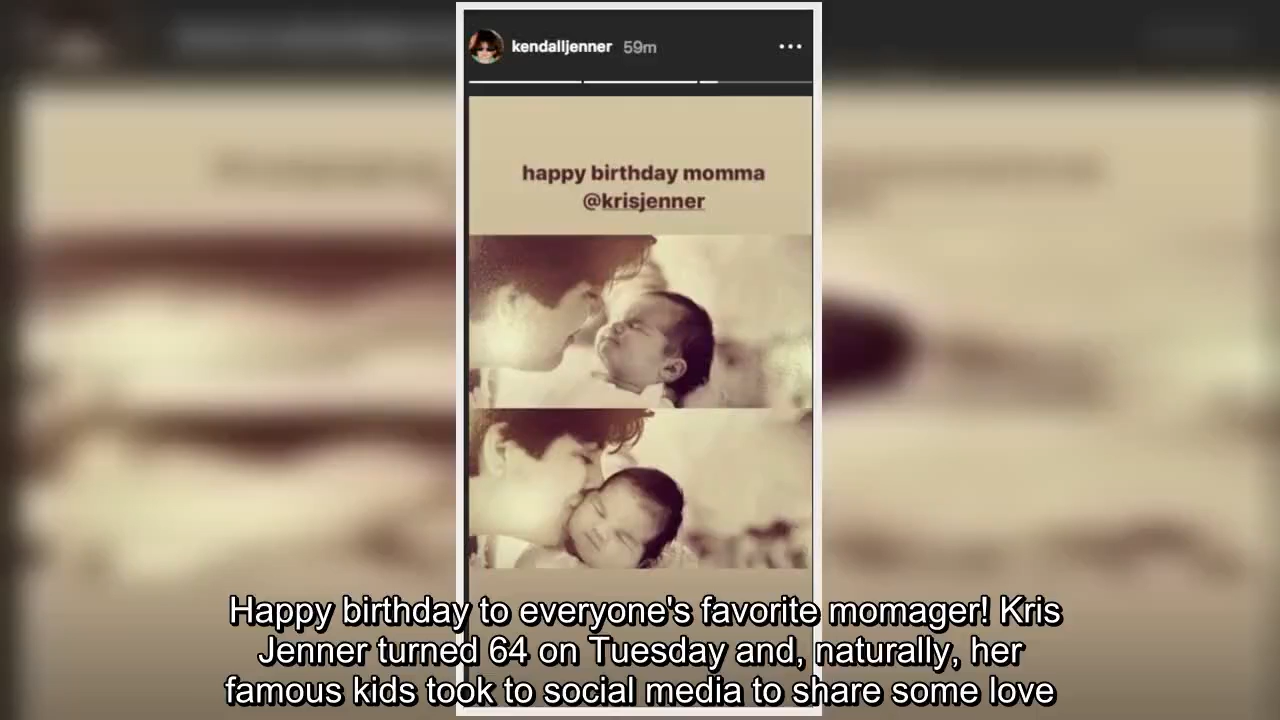 kendalljenner 59m
happy birthday momma
@krisjenner
Happy birthday to everyone's favorite momager! Kris
Jenner turned 64 on Tuesday and, naturally, her
famous kids took to social media to share some love